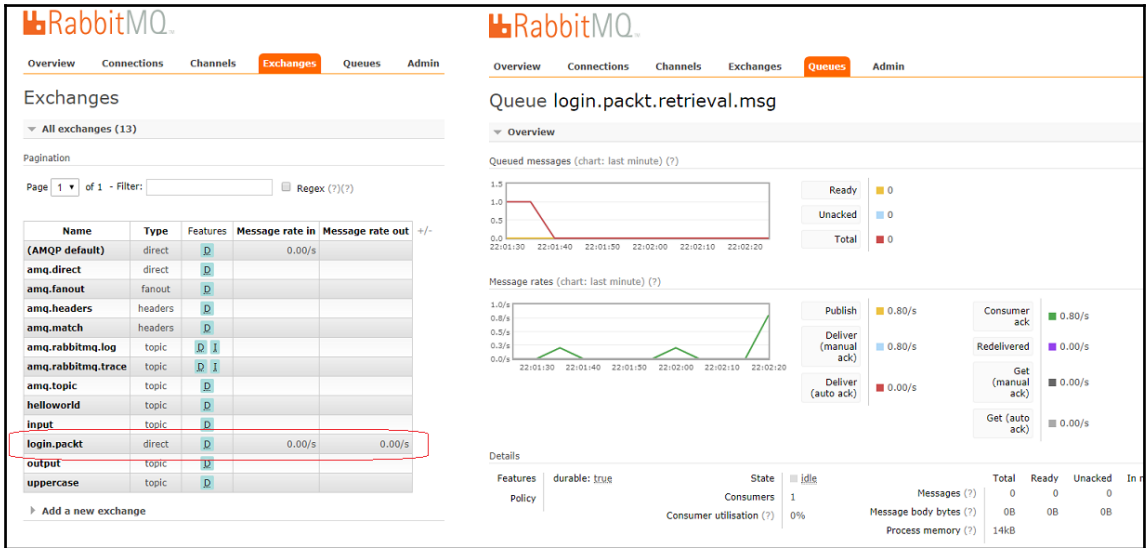 RabbitMQ
Overview Connections Channels Exchanges Queues Admin
Exchanges
All exchanges (13)
Pagination
Page 1 of 1 - Filter: Regex (?)(?)
Name Type Features Message rate in Message rate out +/-
(AMQP default) direct D 0.00/s
amq.direct direct D
amq.fanout fanout D
amq.headers headers D
amq.match headers D
amq.rabbitmq.log topic D I
amq.rabbitmq.trace topic D I
amq.topic topic D
helloworld topic D
input topic D
login.packt direct D 0.00/s 0.00/s
output topic D
uppercase topic D
Add a new exchange
RabbitMQ
Overview Connections Channels Exchanges Queues Admin
Queue login.packt.retrieval.msg
Overview
Queued messages (chart: last minute) (?)
1.5
1.0
0.5
0.0
22:01:30 22:01:40 22:01:50 22:02:00 22:02:10 22:02:20
Ready 0
Unacked 0
Total 0
Message rates (chart: last minute) (?)
1.0/s
0.8/s
0.5/s
0.3/s
0.0/s
22:01:30 22:01:40 22:01:50 22:02:00 22:02:10 22:02:20
Publish 0.80/s
Deliver
(manual 0.80/s
ack)
Deliver
(auto ack) 0.00/s
Consumer
ack 0.80/s
Redelivered 0.00/s
Get
(manual 0.00/s
ack)
Get (auto
ack) 0.00/s
Details
Features durable: true
Policy
State idle
Consumers 1
Consumer utilisation (?) 0%
Total Ready Unacked In
Messages (?) 0 0 0
Message body bytes (?) 0B 0B 0B
Process memory (?) 14kB